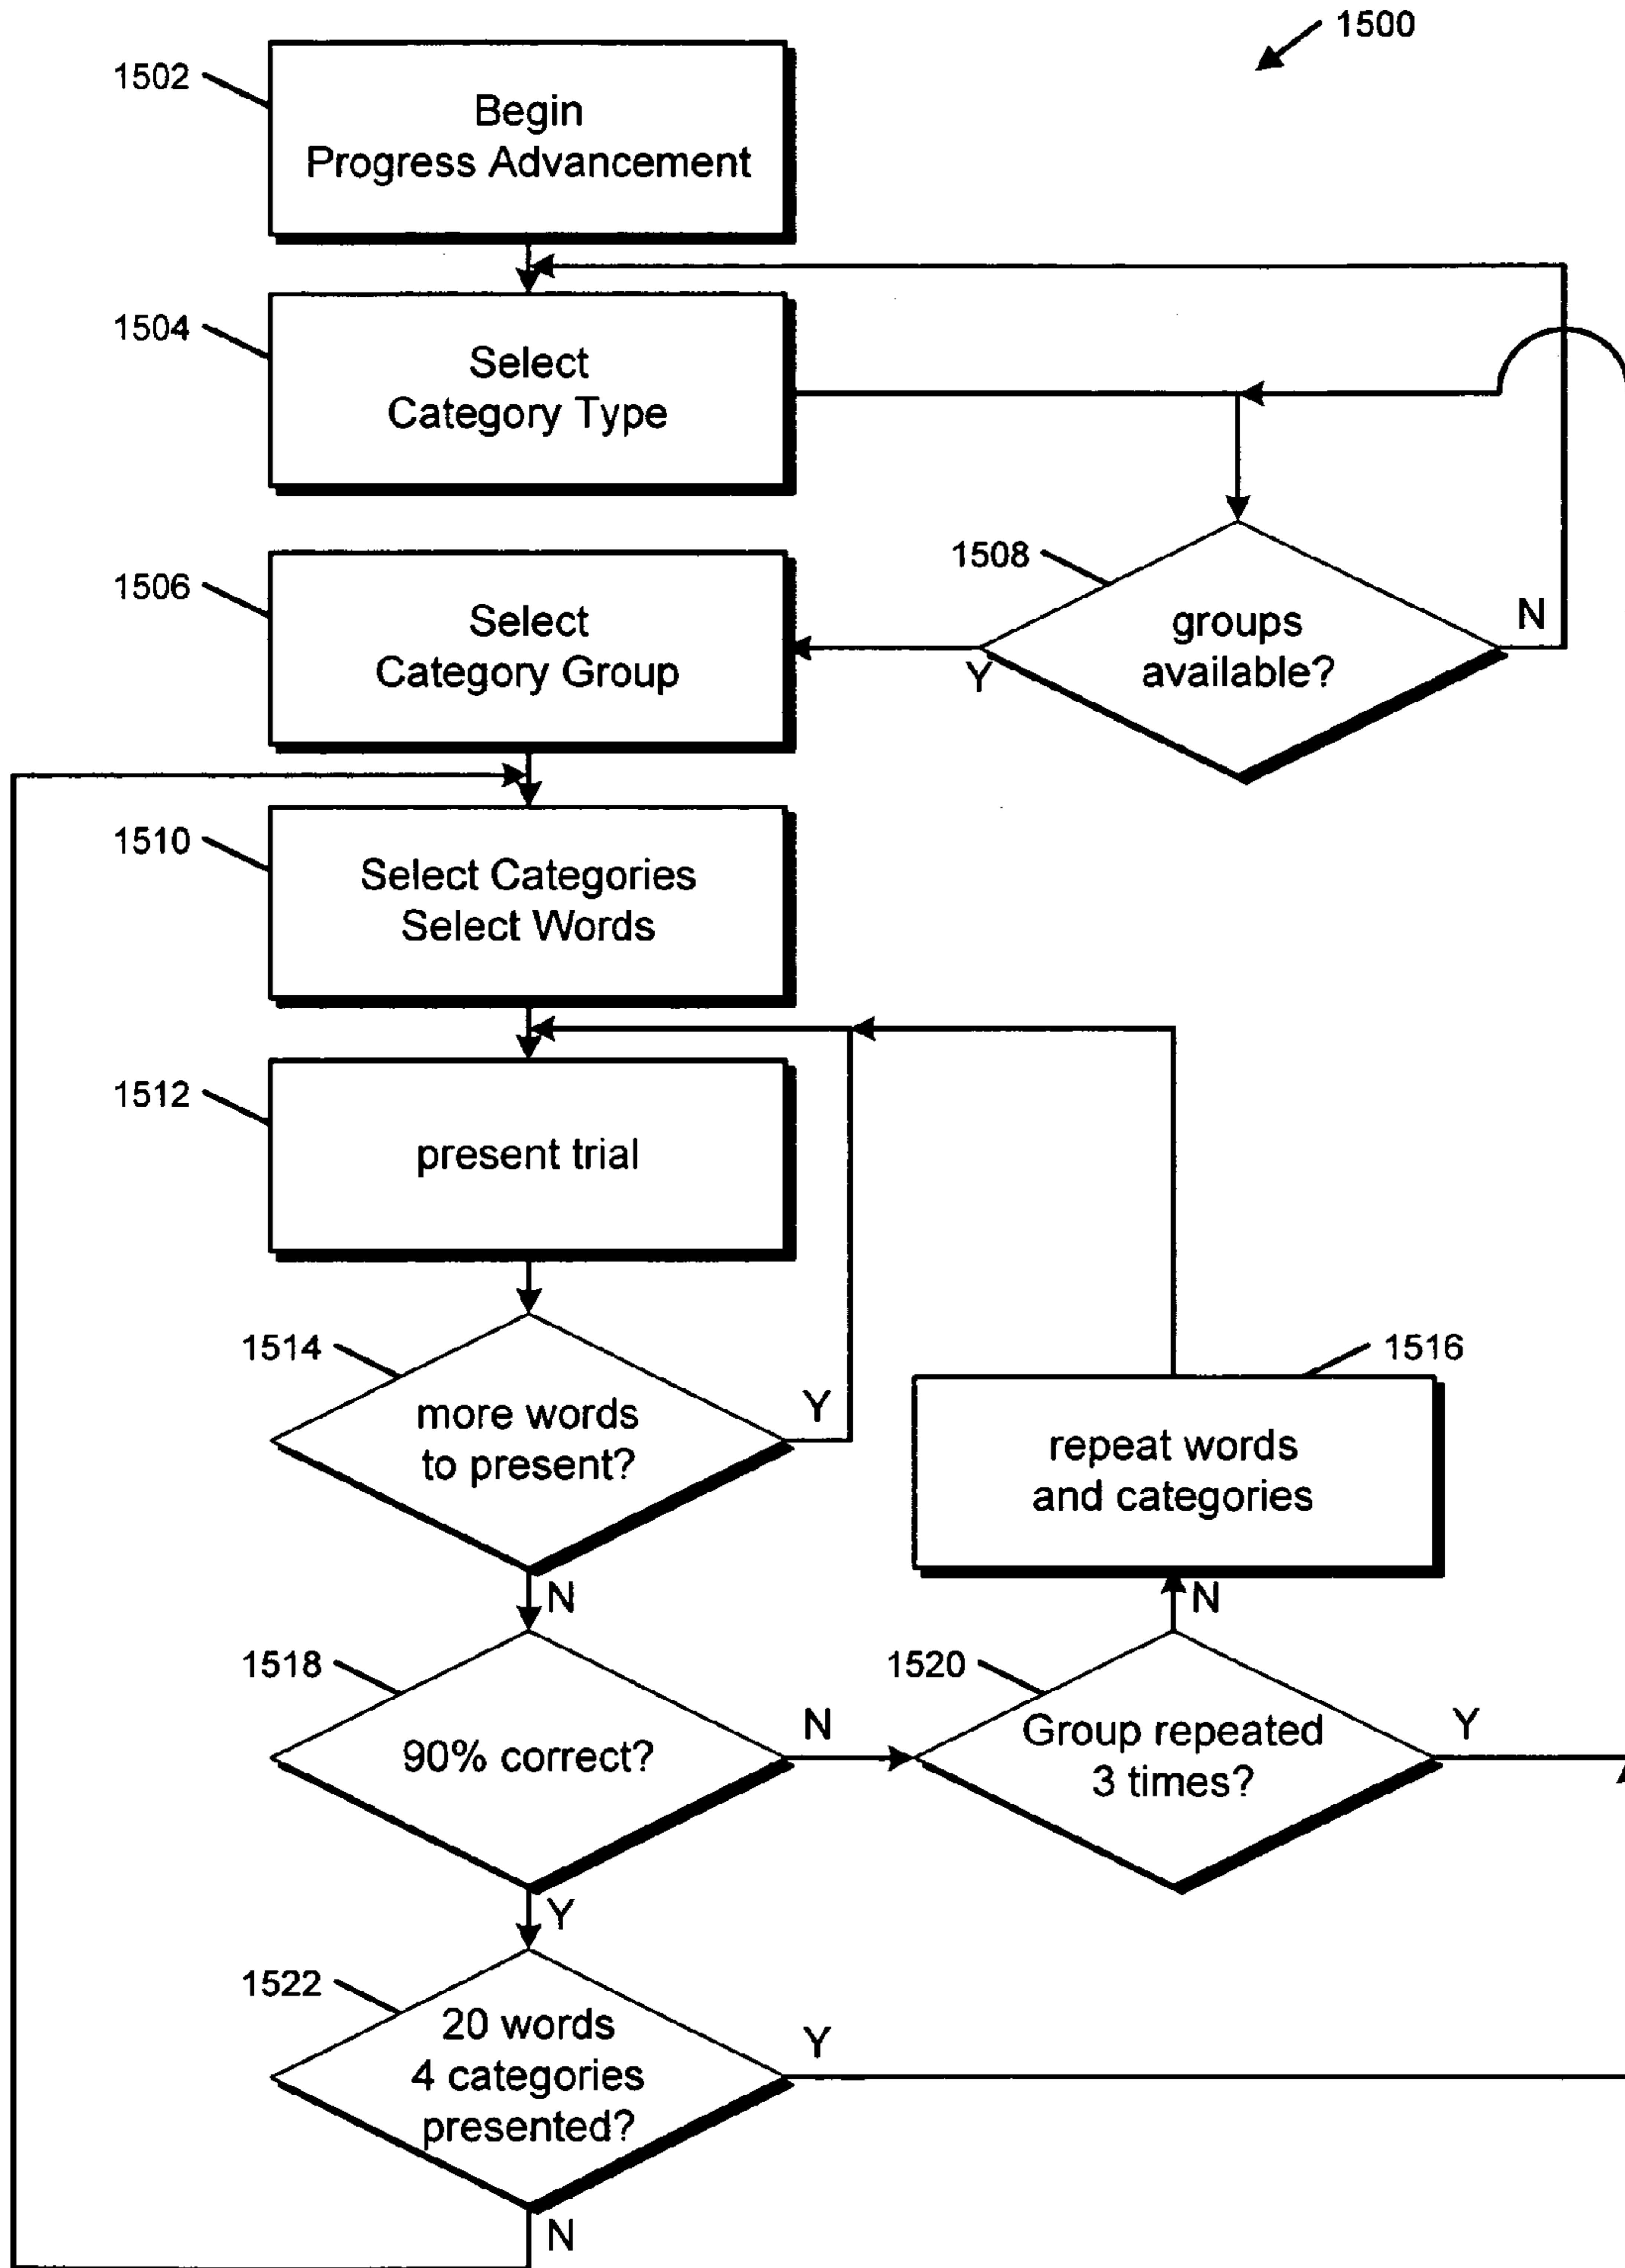 1500
1502
Begin
Progress Advancement
1504
Select
Category Type
1506
Select
Category Group
1508
groups
available?
Y
N
1510
Select Categories
Select Words
1512
present trial
1514
more words
to present?
Y
N
1516
repeat words
and categories
1518
90% correct?
N
Y
1520
Group repeated
3 times?
N
Y
1522
20 words
4 categories
presented?
Y
N